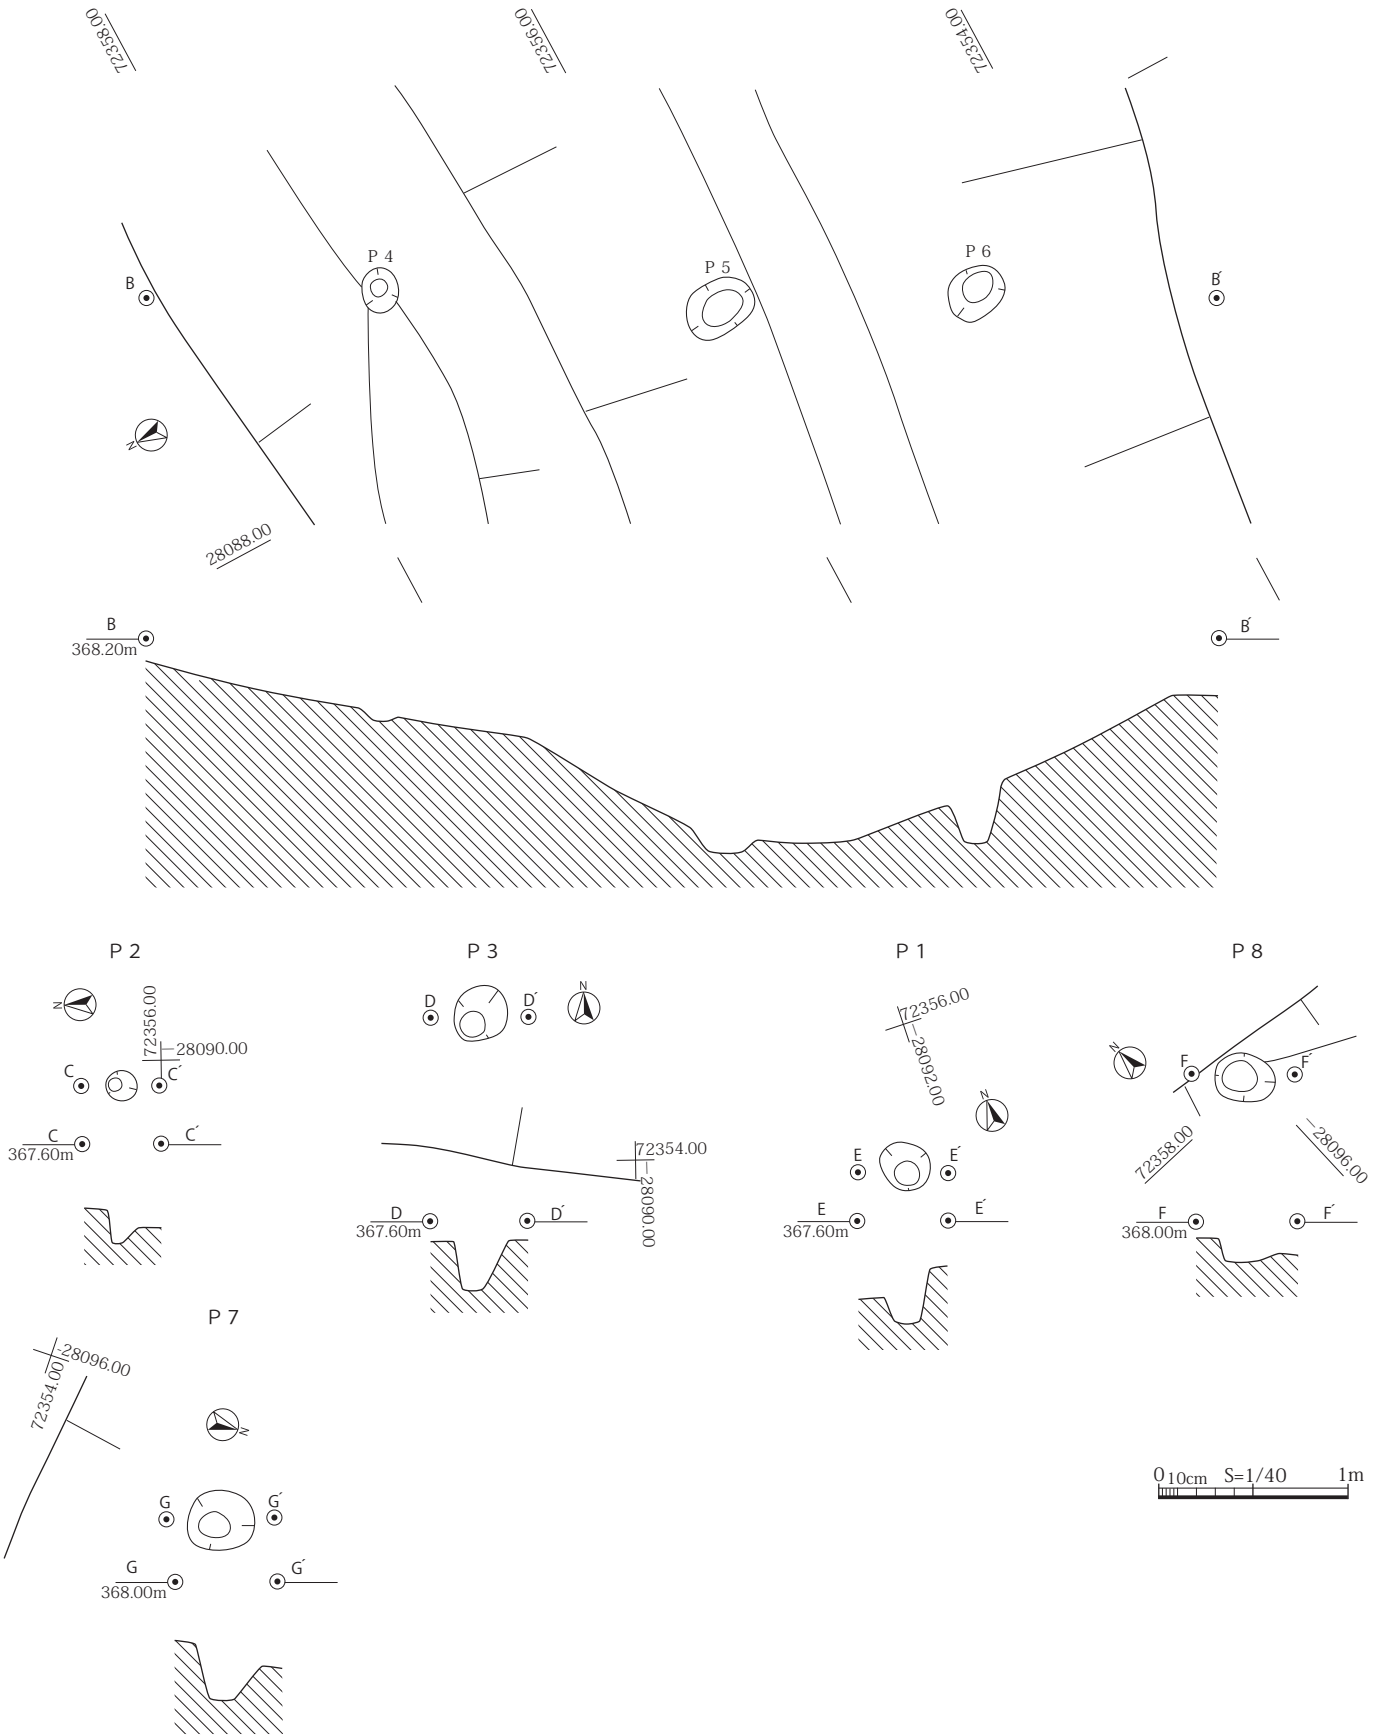 72358.00
72356.00
72354.00
P 4
P 5
P 6
B
B´
N
28088.00
B
B´
368.20m
P 2
P 3
P 1
P 8
N
72356.00
－28090.00
C
C´
C
C´
367.60m
D
D´
N
72354.00
－28090.00
D
D´
367.60m
72356.00
－28092.00
N
E
E´
E
E´
367.60m
N
F
F´
72358.00
－28096.00
F
F´
368.00m
P 7
-28096.00
72354.00
N
G
G´
G
G´
368.00m
0 10cm S=1/40 1m